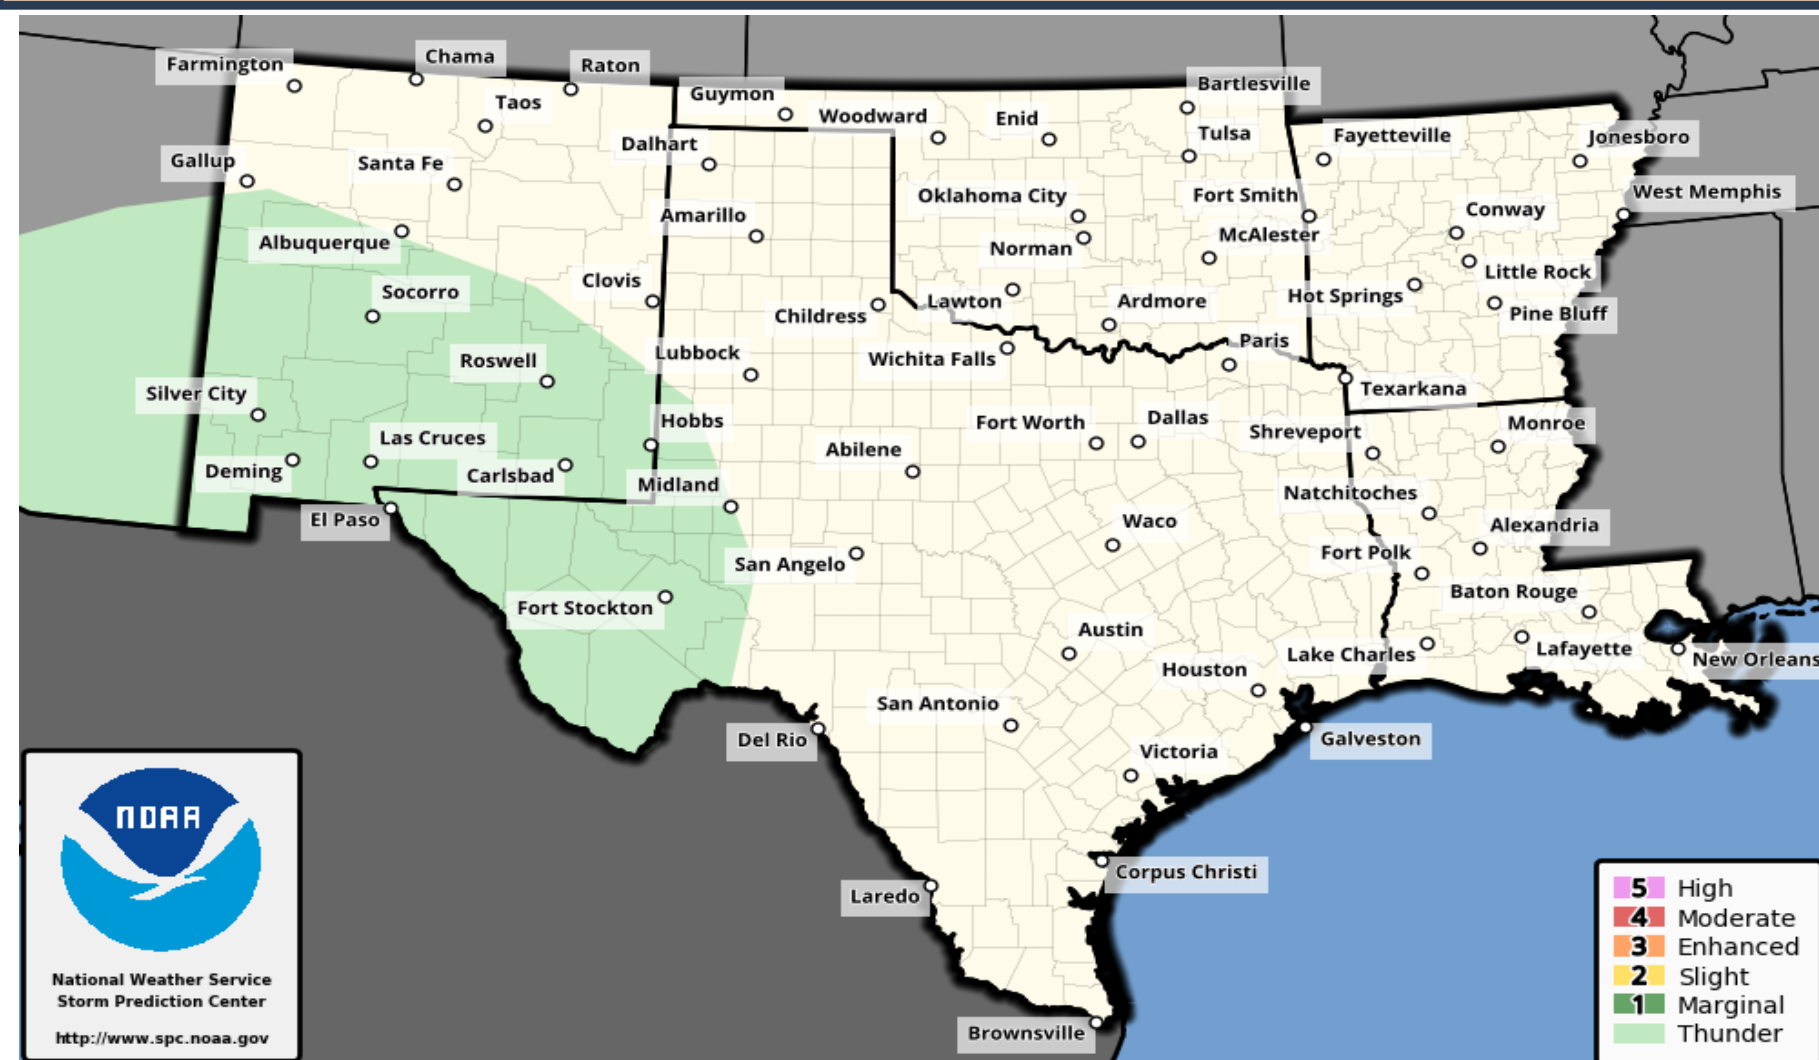 Farmington
Chama
Raton
Taos
Guymon
Woodward
Enid
Bartlesville
Tulsa
Fayetteville
Jonesboro
Gallup
Santa Fe
Dalhart
Amarillo
Oklahoma City
Fort Smith
Conway
West Memphis
Albuquerque
Norman
McAlester
Socorro
Clovis
Childress
Lawton
Ardmore
Hot Springs
Little Rock
Pine Bluff
Roswell
Lubbock
Wichita Falls
Paris
Texarkana
Silver City
Hobbs
Fort Worth
Dallas
Shreveport
Monroe
Las Cruces
Abilene
Deming
Carlsbad
Midland
Natchitoches
El Paso
Waco
Alexandria
San Angelo
Fort Polk
Fort Stockton
Baton Rouge
Austin
Lake Charles
Lafayette
New Orleans
Houston
San Antonio
Del Rio
Victoria
Galveston
Laredo
Corpus Christi
Brownsville
NOAA
National Weather Service
Storm Prediction Center
http://www.spc.noaa.gov
5 High
4 Moderate
3 Enhanced
2 Slight
1 Marginal
Thunder